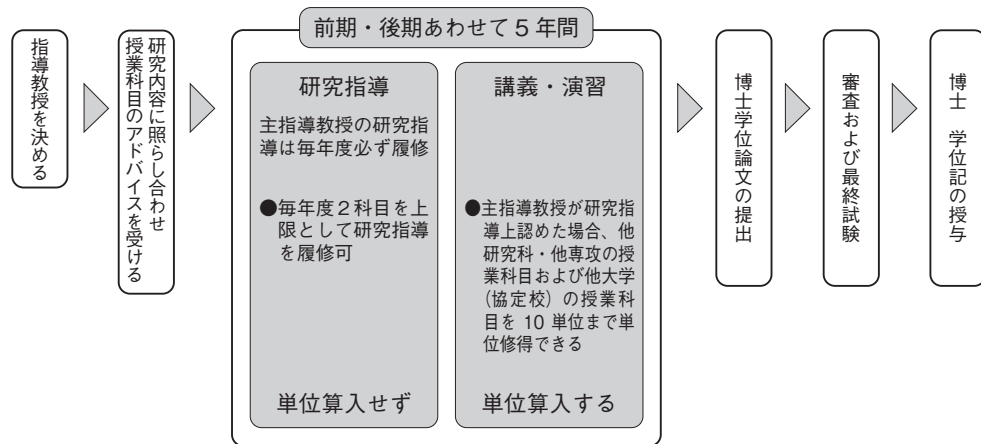 指導教授を決める
研究内容に照らし合わせ
授業科目のアドバイスを受ける
前期・後期あわせて5年間
研究指導
主指導教授の研究指
導は毎年度必ず履修
●毎年度2科目を上
限として研究指導
を履修可
単位算入せず
講義・演習
●主指導教授が研究指
導上認めた場合、他
研究科・他専攻の授
業科目および他大学
(協定校)の授業科
目を 10 単位まで単
位修得できる
単位算入する
博士学位論文の提出
審査および最終試験
博士 学位記の授与